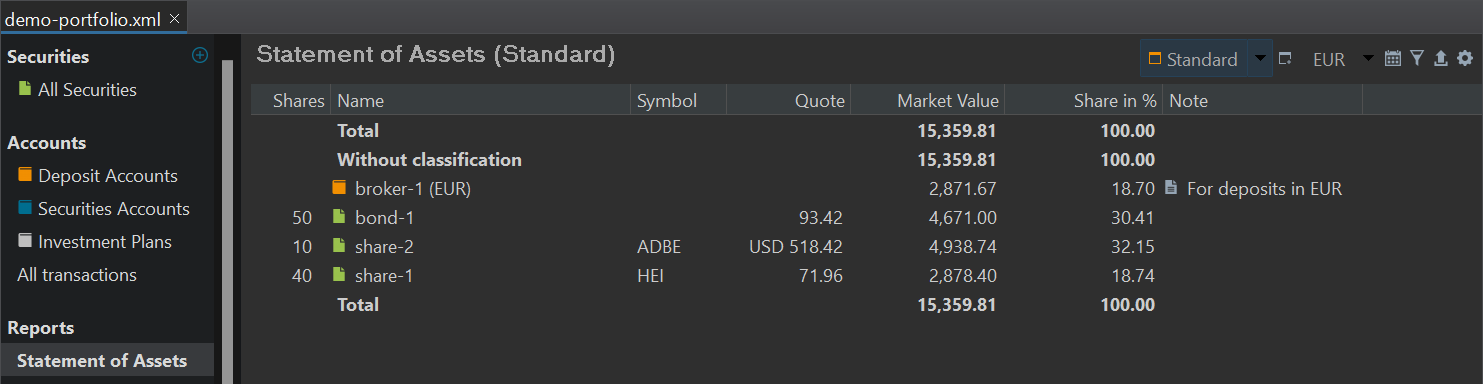 demo-portfolio.xml ×
Securities
All Securities
Accounts
Deposit Accounts
Securities Accounts
Investment Plans
All transactions
Reports
Statement of Assets
Statement of Assets (Standard)
Standard EUR
Shares Name Symbol Quote Market Value Share in % Note
Total 15,359.81 100.00
Without classification 15,359.81 100.00
broker-1 (EUR) 2,871.67 18.70 For deposits in EUR
50 bond-1 93.42 4,671.00 30.41
10 share-2 ADBE USD 518.42 4,938.74 32.15
40 share-1 HEI 71.96 2,878.40 18.74
Total 15,359.81 100.00